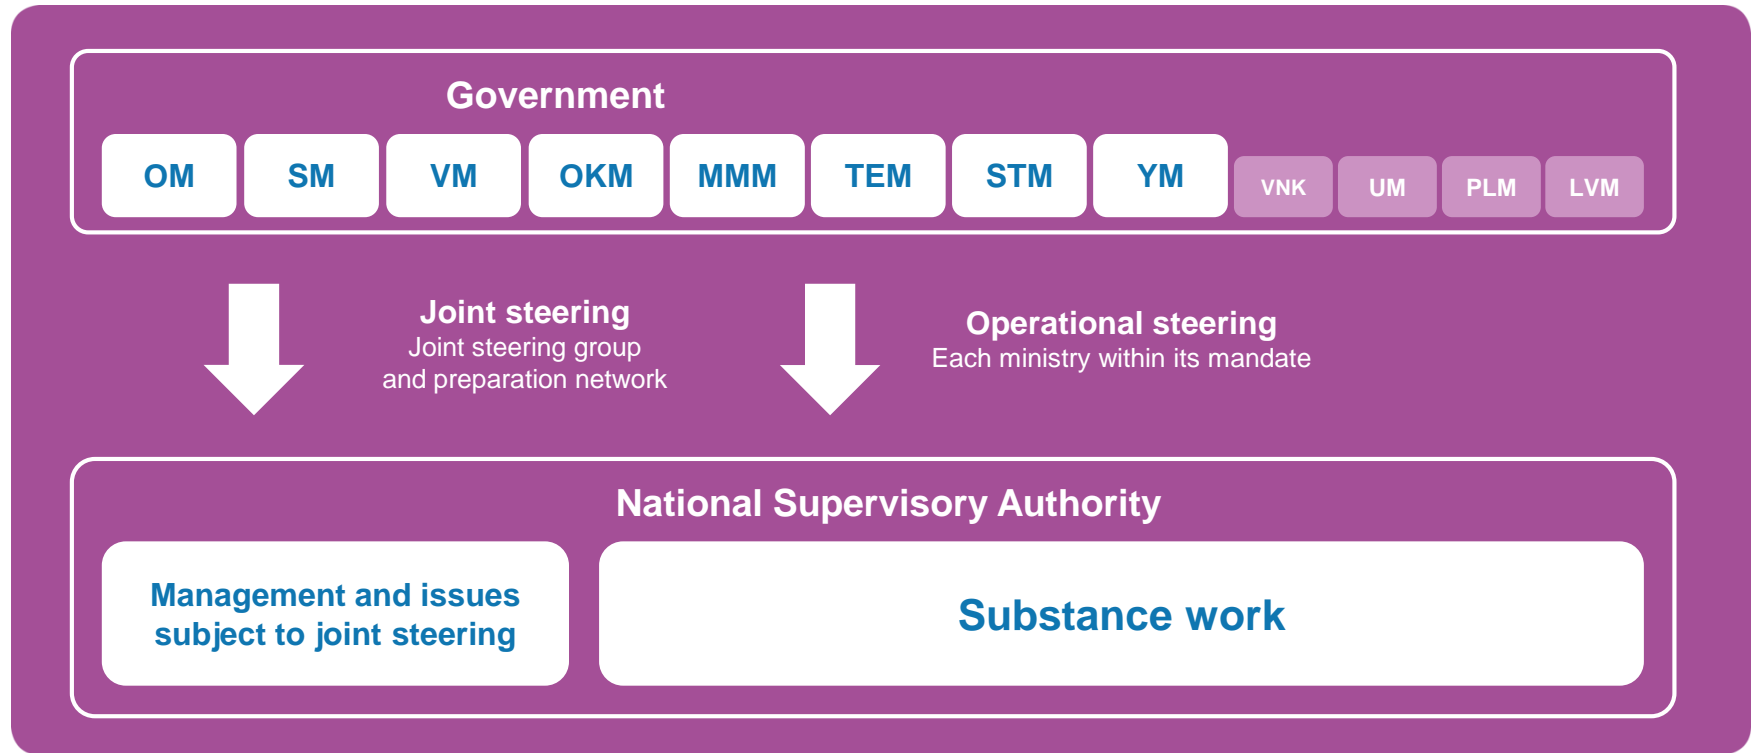 Government
OM SM VM OKM MMM TEM STM YM VNK UM PLM LVM
Joint steering
Joint steering group
and preparation network
Operational steering
Each ministry within its mandate
National Supervisory Authority
Management and issues
subject to joint steering
Substance work